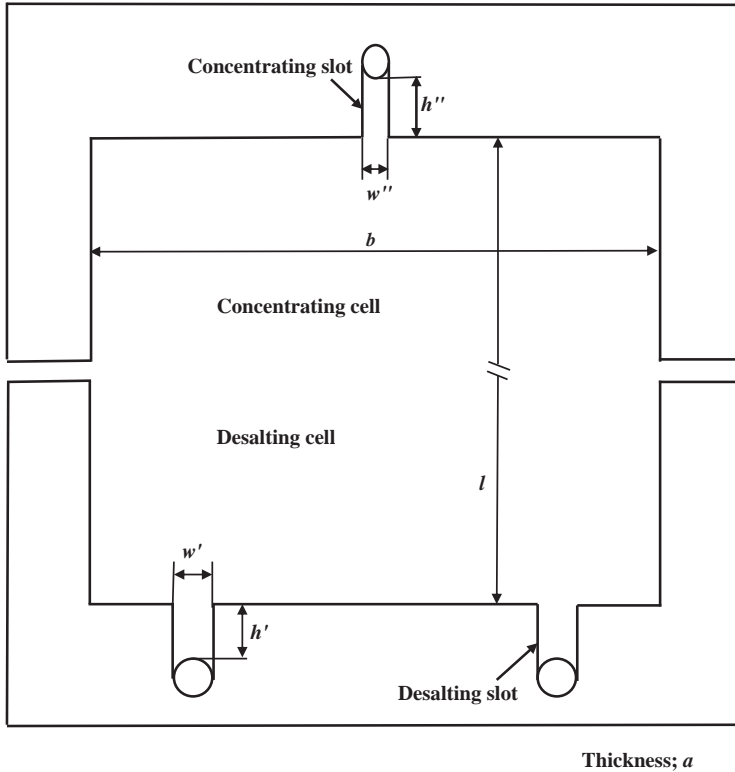 Concentrating slot
h''
w''
b
Concentrating cell
Desalting cell
l
w'
h'
Desalting slot
Thickness; a